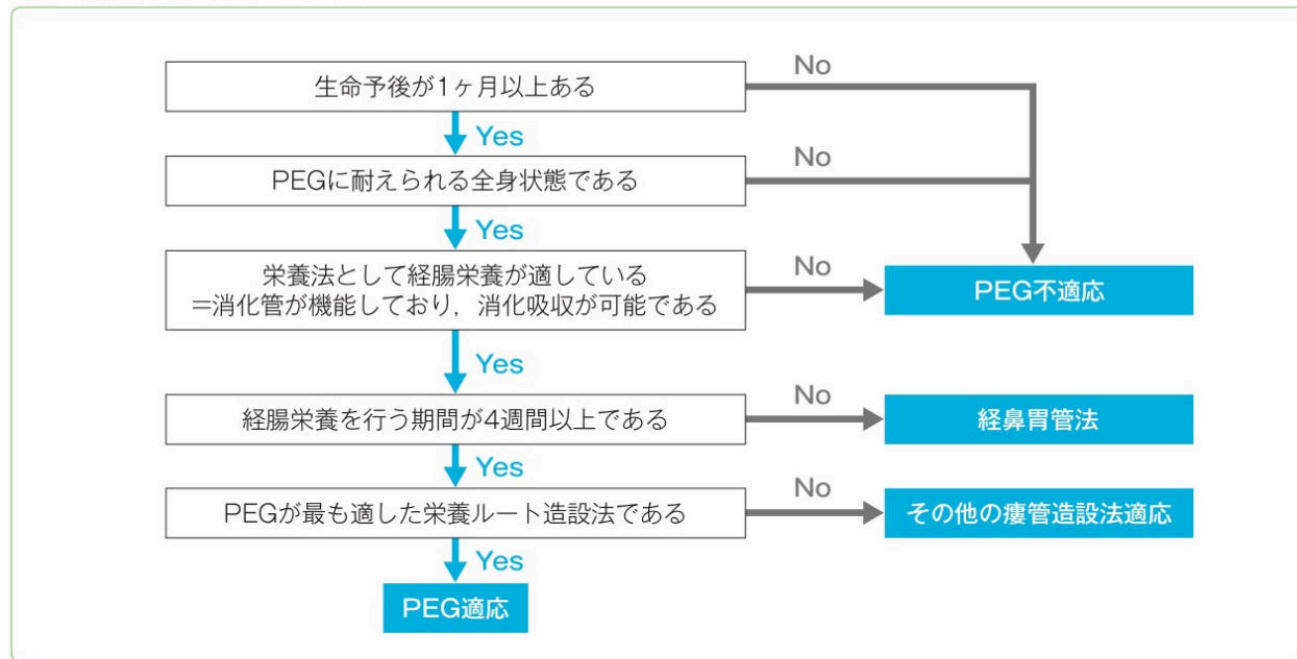 生命予後が1ヶ月以上ある
No
Yes
PEGに耐えられる全身状態である
No
Yes
栄養法として経腸栄養が適している
＝消化管が機能しており，消化吸収が可能である
No
PEG不適応
Yes
経腸栄養を行う期間が4週間以上である
No
経鼻胃管法
Yes
PEGが最も適した栄養ルート造設法である
No
その他の瘻管造設法適応
Yes
PEG適応